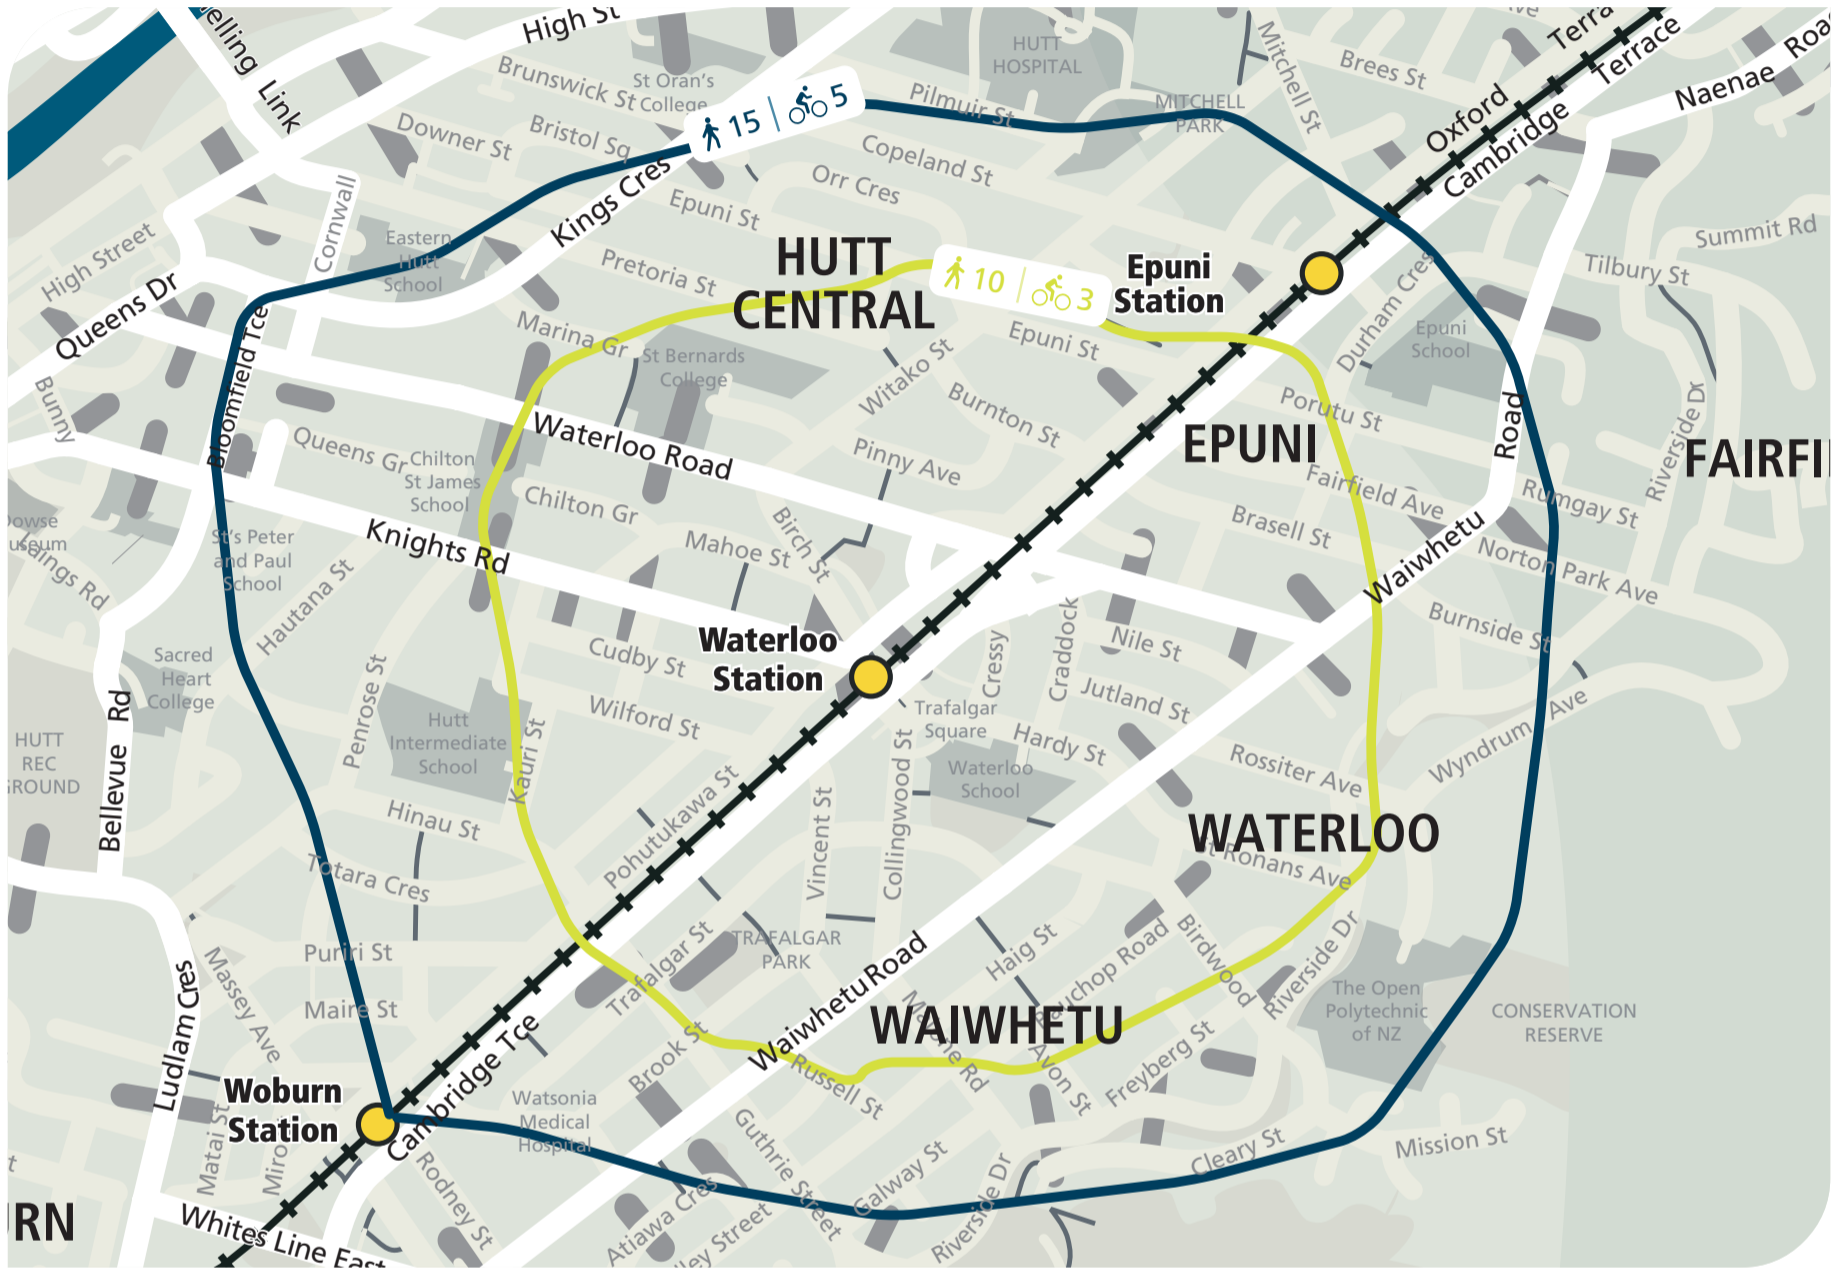 High St
Link
Brunswick St
St Oran's
College
HUTT
HOSPITAL
Mitchell St
Brees St
Terrace
Naenae
Oxford
Cambridge
Terrace
Downer St
Bristol Sq
15
5
Pilmuir St
MITCHELL
PARK
Copeland St
Orr Cres
Kings Cres
Epuni St
Cornwall
High Street
Eastern
Hutt
School
Queens Dr
Pretoria St
HUTT
CENTRAL
10
3
Epuni
Station
Summit Rd
Tilbury St
Durham Cres
Epuni
School
Marina Gr
St Bernards
College
Epuni St
Witako St
Bloomfield Tce
Bunny
Burnton St
Porutu St
EPUNI
Road
Riverside Dr
Waterloo Road
Queens Gr
Chilton
St James
School
Pinny Ave
Fairfield Ave
Rumgay St
Chilton Gr
Birch St
Brasell St
Laings Rd
St's Peter
and Paul
School
Knights Rd
Mahoe St
Waiwhetu
Norton Park Ave
Hautana St
Burnside St
Waterloo
Station
Cudby St
Cressy
Craddock
Nile St
Sacred
Heart
College
Penrose St
Wilford St
Trafalgar
Square
Jutland St
Hardy St
Wyndrum Ave
HUTT
REC
GROUND
Bellevue Rd
Hutt
Intermediate
School
Kauri St
Waterloo
School
Rossiter Ave
Pohutukawa St
Vincent St
Collingwood St
Hinau St
WATERLOO
St Ronans Ave
Totara Cres
Puriri St
Massey Ave
Maire St
Ludlam Cres
Trafalgar St
TRAFALGAR
PARK
Waiwhetu Road
Haig St
Birdwood
Riverside Dr
The Open
Polytechnic
of NZ
CONSERVATION
RESERVE
WAIWHETU
Cambridge Tce
Brook St
Russell St
Avon St
Freyberg St
Woburn
Station
Watsonia
Medical
Hospital
Matai St
Miro
Rodney St
Guthrie Street
Galway St
Riverside Dr
Cleary St
Mission St
Atiawa Cres
Whites Line East